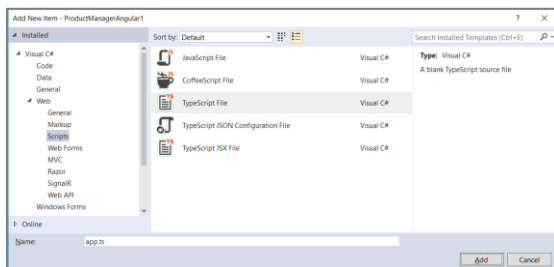 Add New Item - ProductManagerAngular1
? ×
Installed
Sort by: Default
Search Installed Templates (Ctrl+E)
Visual C#
Code
Data
General
Web
General
Markup
Scripts
Web Forms
MVC
Razor
SignalR
Web API
Windows Forms
Online
JavaScript File Visual C#
CoffeeScript File Visual C#
TypeScript File Visual C#
TypeScript JSON Configuration File Visual C#
TypeScript JSX File Visual C#
Type: Visual C#
A blank TypeScript source file
Name: app.ts
Add Cancel